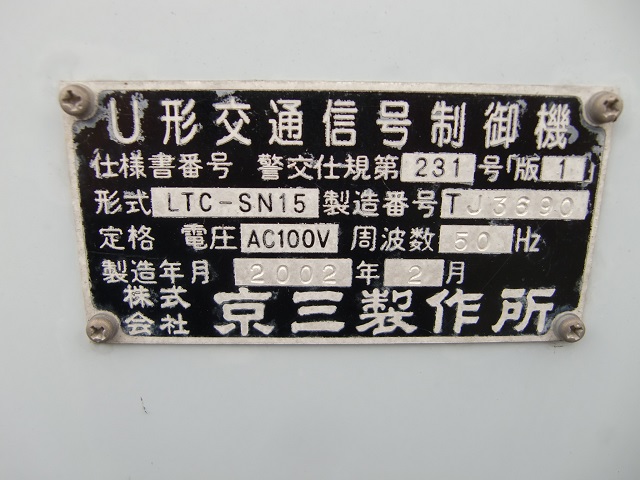 U形交通信号制御機
仕様書番号 警交仕規第 231 号「版 1」
形式 LTC-SN15 製造番号 TJ3690
定格 電圧 AC100V 周波数 50 Hz
製造年月 2002 年 2 月
株式会社 京三製作所